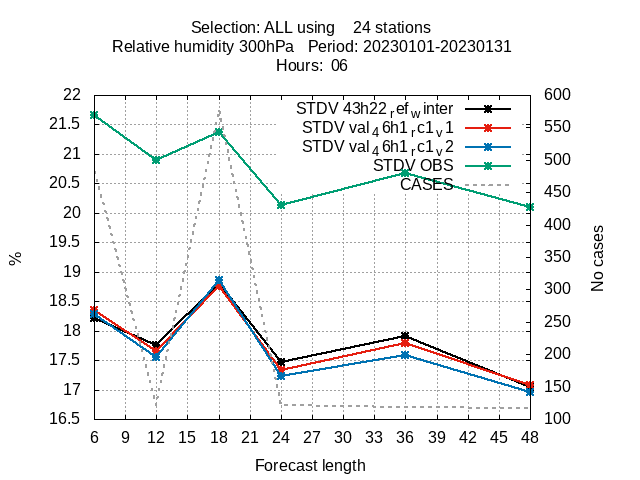 Selection: ALL using    24 stations
Relative humidity 300hPa   Period: 20230101-20230131
Hours:  06
22
21.5
21
20.5
20
19.5
19
18.5
18
17.5
17
16.5
%
STDV 43h22refwinter
STDV val46h1rc1v1
STDV val46h1rc1v2
STDV OBS
CASES
600
550
500
450
400
350
300
250
200
150
100
No cases
6 9 12 15 18 21 24 27 30 33 36 39 42 45 48
Forecast length